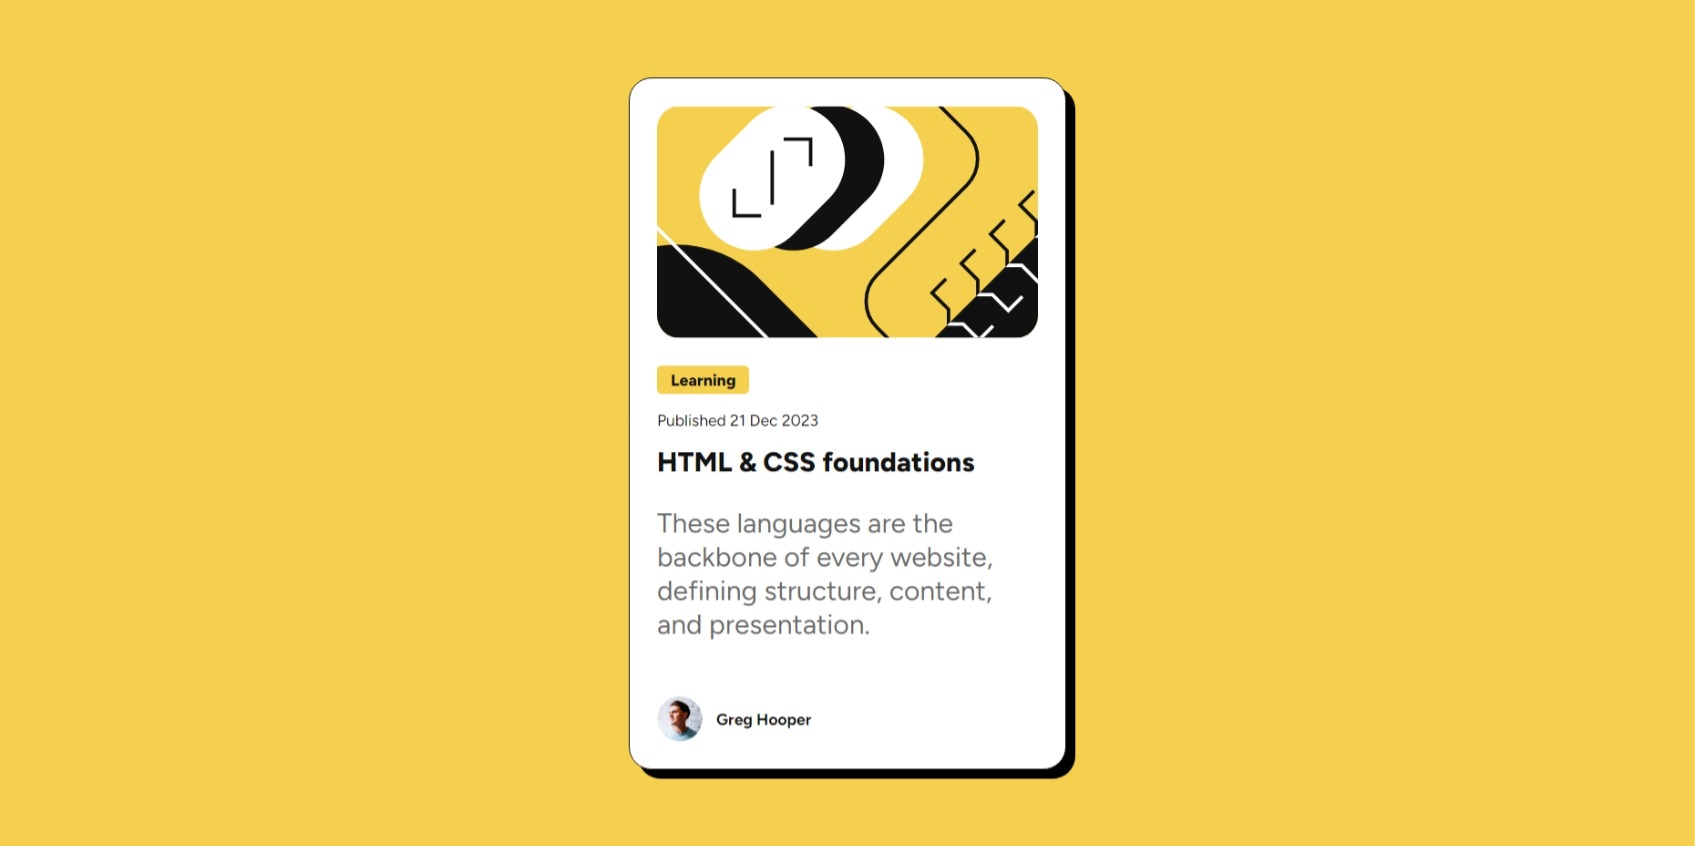 Learning
Published 21 Dec 2023
HTML & CSS foundations
These languages are the
backbone of every website,
defining structure, content,
and presentation.
Greg Hooper